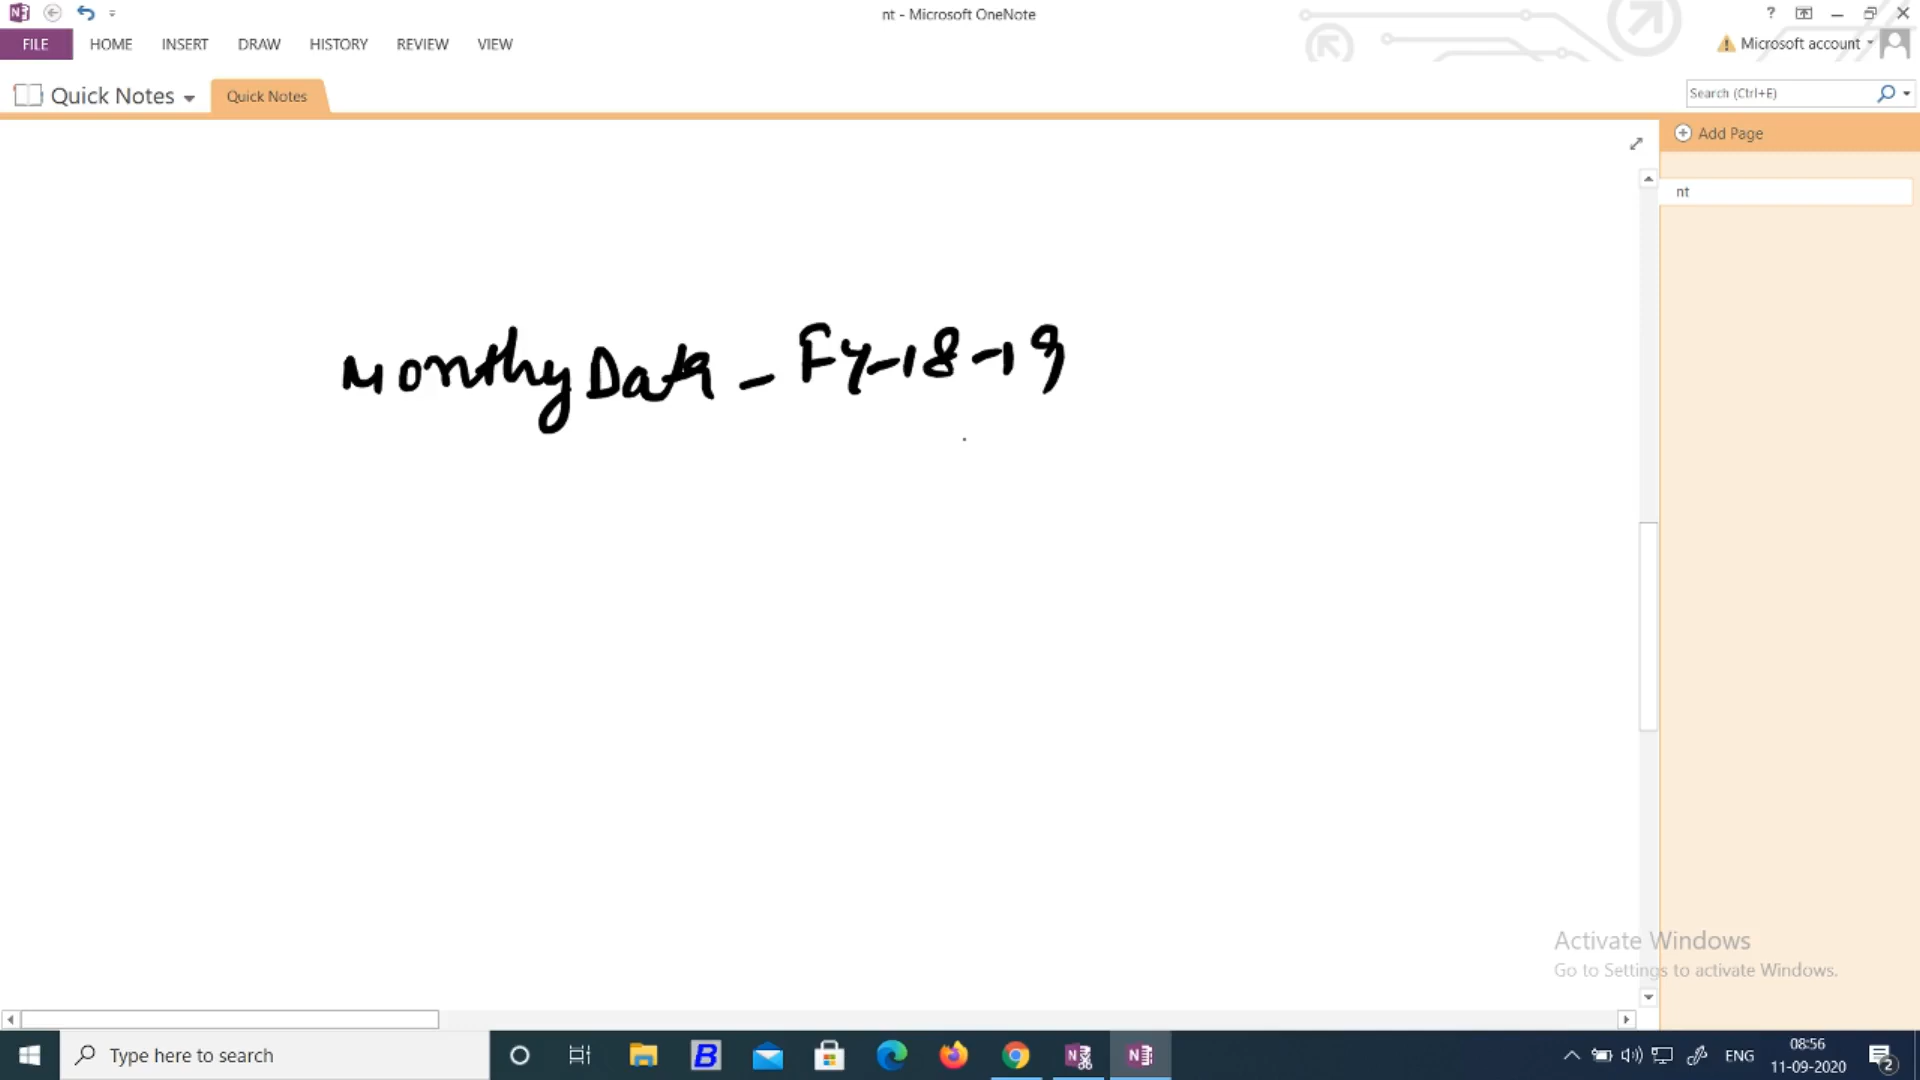 nt - Microsoft OneNote
?
FILE HOME INSERT DRAW HISTORY REVIEW VIEW
Microsoft account
Quick Notes
Quick Notes
Search (Ctrl+E)
Add Page
nt
MonthyData - Fy-18-19
Activate Windows
Go to Settings to activate Windows.
Type here to search
B
ENG
08:56
11-09-2020
2